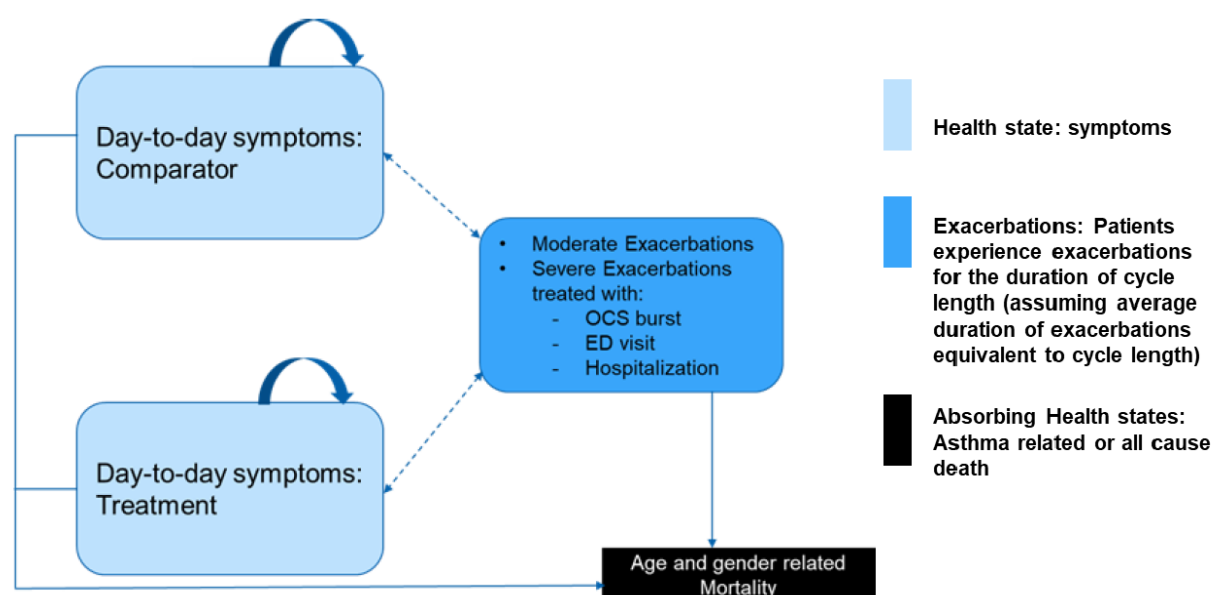 Day-to-day symptoms:
Comparator
• Moderate Exacerbations
• Severe Exacerbations
treated with:
- OCS burst
- ED visit
- Hospitalization
Day-to-day symptoms:
Treatment
Age and gender related
Mortality
Health state: symptoms
Exacerbations: Patients
experience exacerbations
for the duration of cycle
length (assuming average
duration of exacerbations
equivalent to cycle length)
Absorbing Health states:
Asthma related or all cause
death